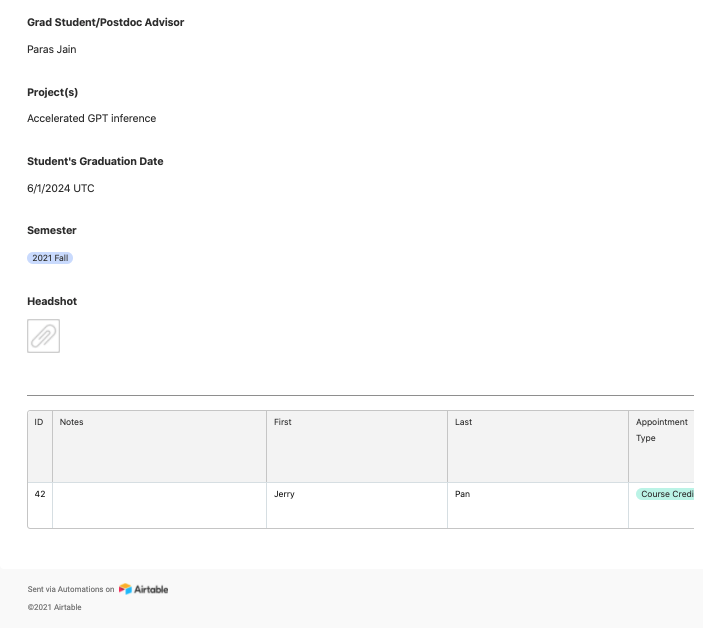 Grad Student/Postdoc Advisor
Paras Jain
Project(s)
Accelerated GPT inference
Student's Graduation Date
6/1/2024 UTC
Semester
2021 Fall
Headshot
ID Notes First Last Appointment
Type
42 Jerry Pan Course Credi
Sent via Automations on Airtable
©2021 Airtable